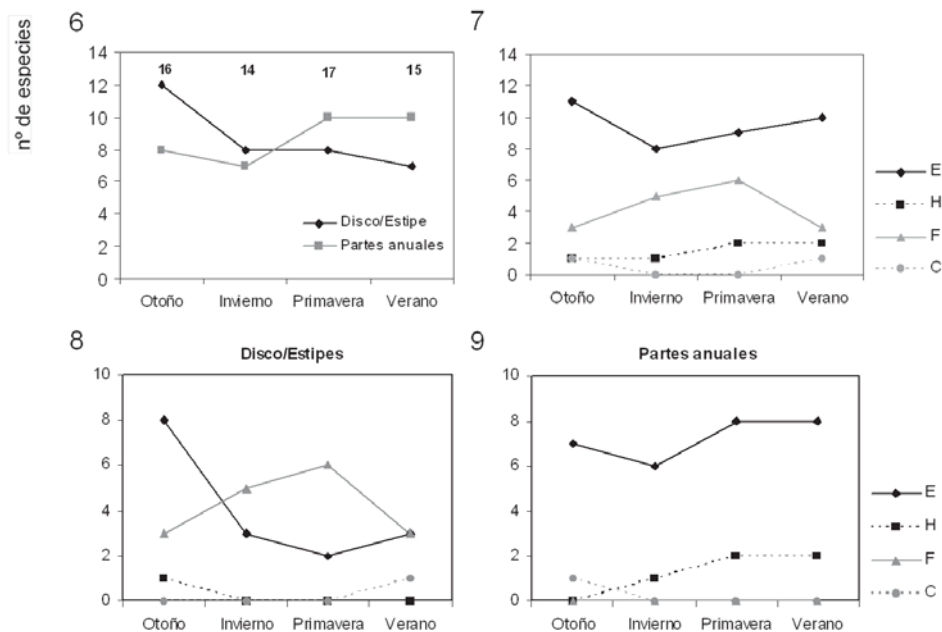 nº de especies
6
14
12
10
8
6
4
2
0
16 14 17 15
Disco/Estipe
Partes anuales
Otoño Invierno Primavera Verano
7
14
12
10
8
6
4
2
0
Otoño Invierno Primavera Verano
E
H
F
C
8
Disco/Estipes
10
8
6
4
2
0
Otoño Invierno Primavera Verano
9
Partes anuales
10
8
6
4
2
0
Otoño Invierno Primavera Verano
E
H
F
C